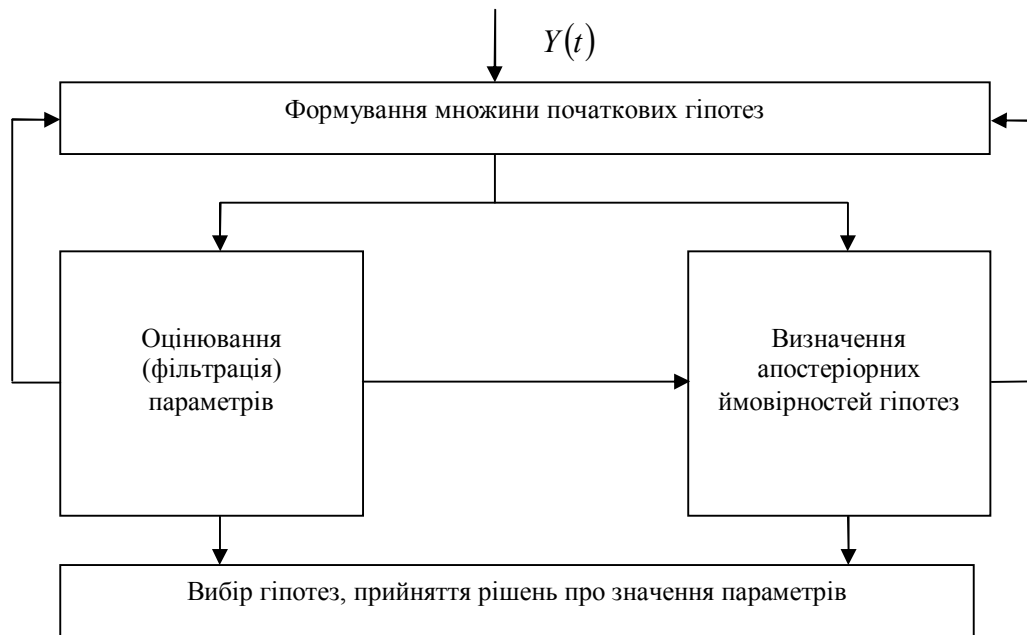 Y(t)
Формування множини початкових гіпотез
Оцінювання
(фільтрація)
параметрів
Визначення
апостеріорних
ймовірностей гіпотез
Вибір гіпотез, прийняття рішень про значення параметрів